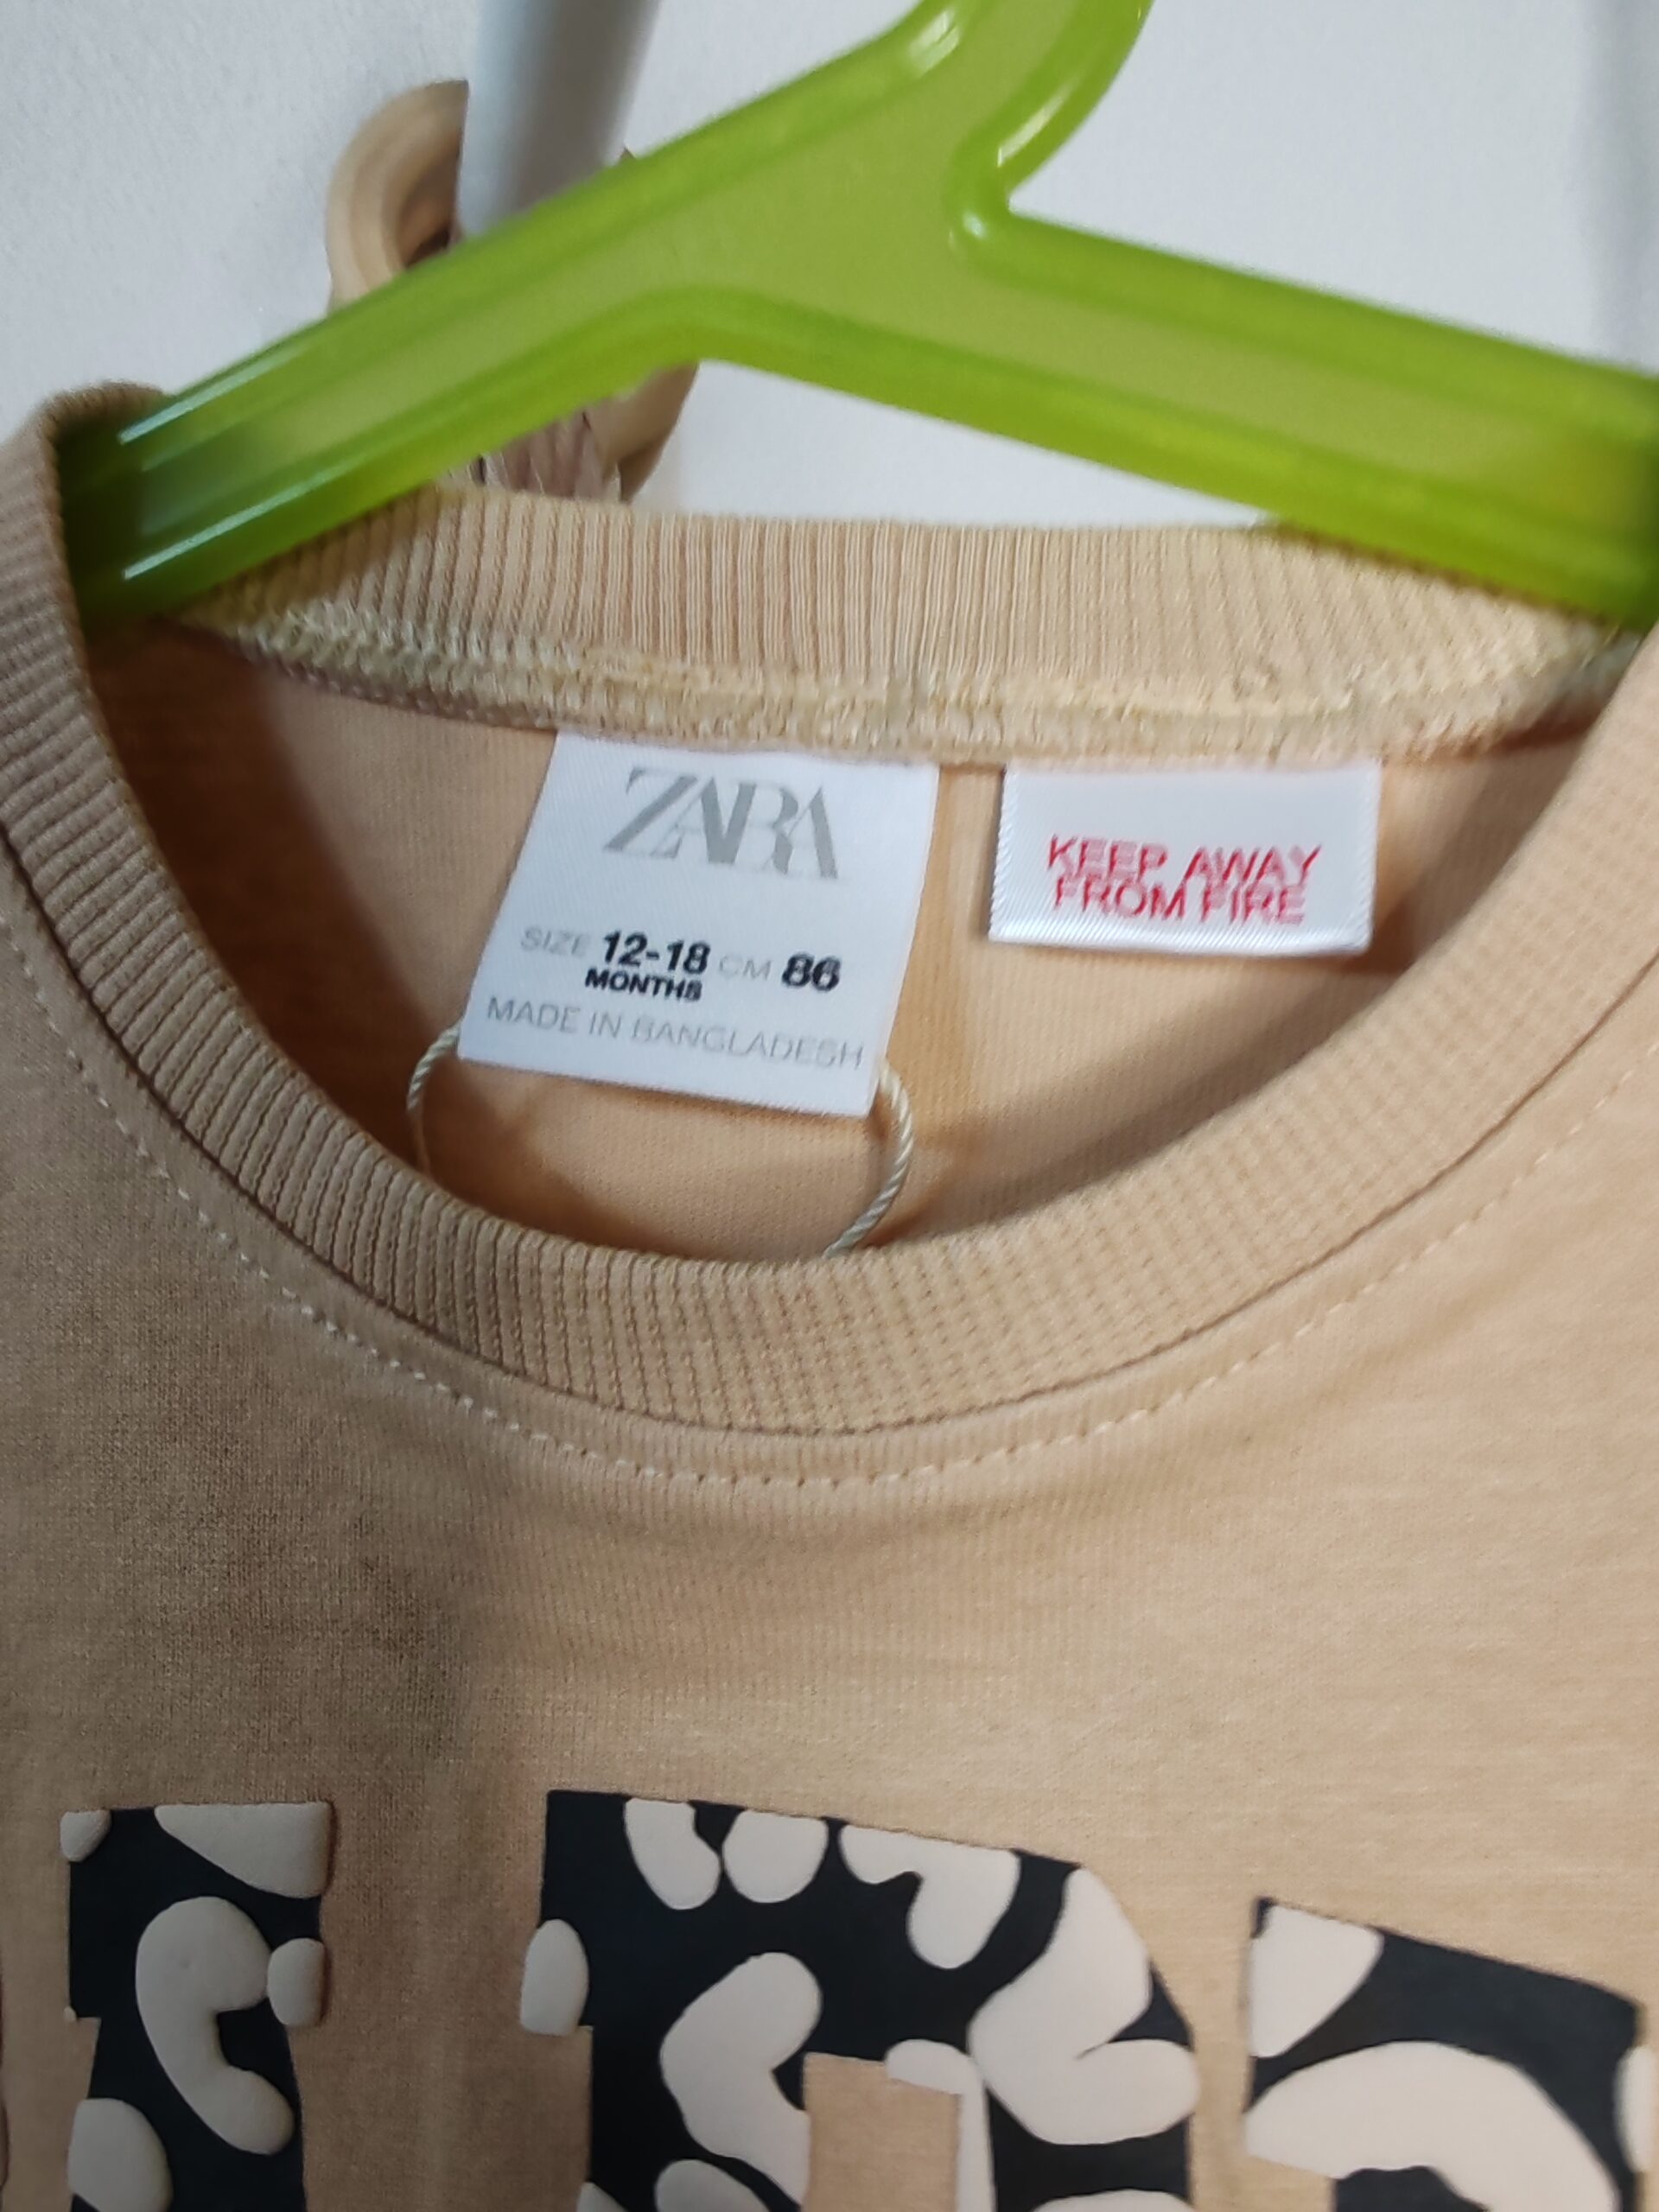 ZARA
SIZE 12-18 CM 86
MONTHS
MADE IN BANGLADESH
KEEP AWAY
FROM FIRE